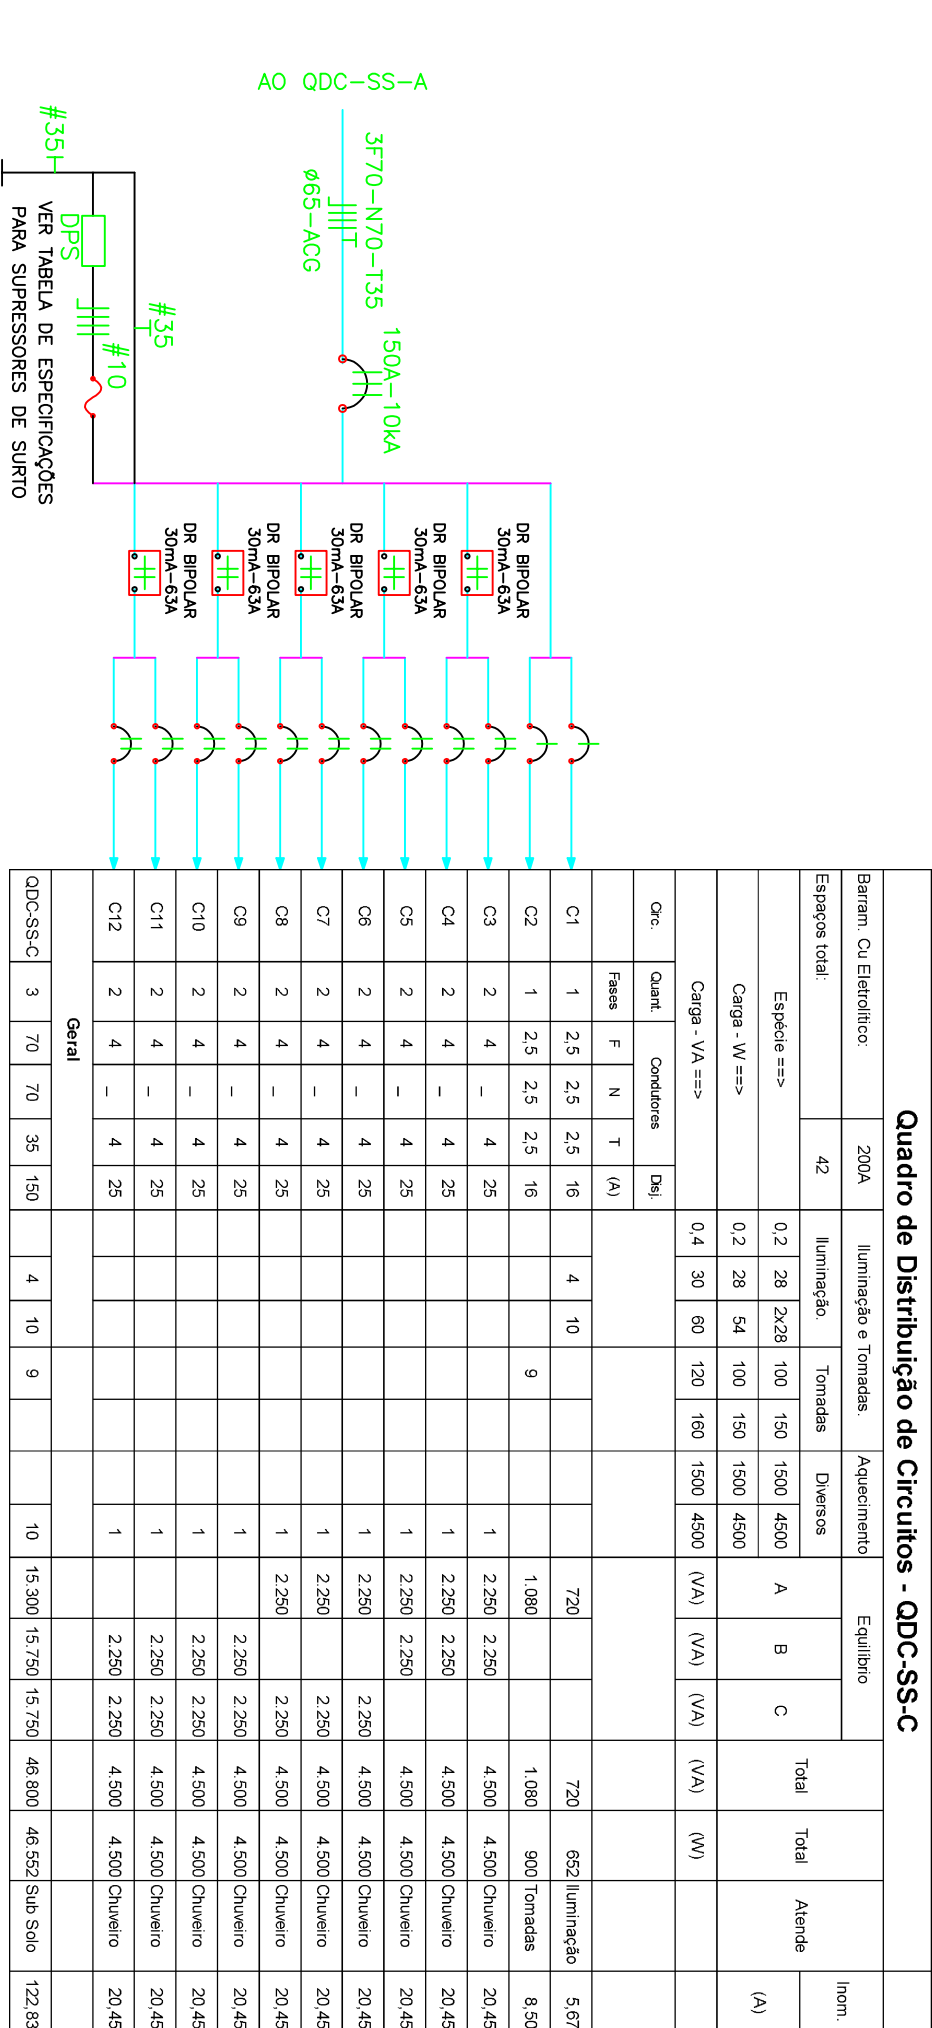 Quadro de Distribuição de Circuitos - QDC-SS-C
Barram. Cu Eletrolítico: 200A Iluminação e Tomadas. Aquecimento Equilíbrio Total Total Atende Inom.
Espaços total: 42 Iluminação. Tomadas Diversos A B C (A)
Espécie ==> 0,2 28 2x28 100 150 1500 4500
Carga - W ==> 0,2 28 54 100 150 1500 4500
Carga - VA ==> 0,4 30 60 120 160 1500 4500 (VA) (VA) (VA) (VA) (W)
Circ. Quant. Condutores Disj.
Fases F N T (A)
C1 1 2,5 2,5 2,5 16 4 10 720 720 652 Iluminação 5,67
C2 1 2,5 2,5 2,5 16 9 1.080 1.080 900 Tomadas 8,50
C3 2 4 - 4 25 1 2.250 2.250 4.500 4.500 Chuveiro 20,45
C4 2 4 - 4 25 1 2.250 2.250 4.500 4.500 Chuveiro 20,45
C5 2 4 - 4 25 1 2.250 2.250 4.500 4.500 Chuveiro 20,45
C6 2 4 - 4 25 1 2.250 2.250 4.500 4.500 Chuveiro 20,45
C7 2 4 - 4 25 1 2.250 2.250 4.500 4.500 Chuveiro 20,45
C8 2 4 - 4 25 1 2.250 2.250 4.500 4.500 Chuveiro 20,45
C9 2 4 - 4 25 1 2.250 2.250 4.500 4.500 Chuveiro 20,45
C10 2 4 - 4 25 1 2.250 2.250 4.500 4.500 Chuveiro 20,45
C11 2 4 - 4 25 1 2.250 2.250 4.500 4.500 Chuveiro 20,45
C12 2 4 - 4 25 1 2.250 2.250 4.500 4.500 Chuveiro 20,45
Geral
QDC-SS-C 3 70 70 35 150 4 10 9 10 15.300 15.750 15.750 46.800 46.552 Sub Solo 122,83
AO QDC-SS-A
3F70-N70-T35
ø65-ACG
150A-10kA
DR BIPOLAR
30mA-63A
DR BIPOLAR
30mA-63A
DR BIPOLAR
30mA-63A
DR BIPOLAR
30mA-63A
DR BIPOLAR
30mA-63A
#35
#10
DPS
#35
VER TABELA DE ESPECIFICAÇÕES
PARA SUPRESSORES DE SURTO